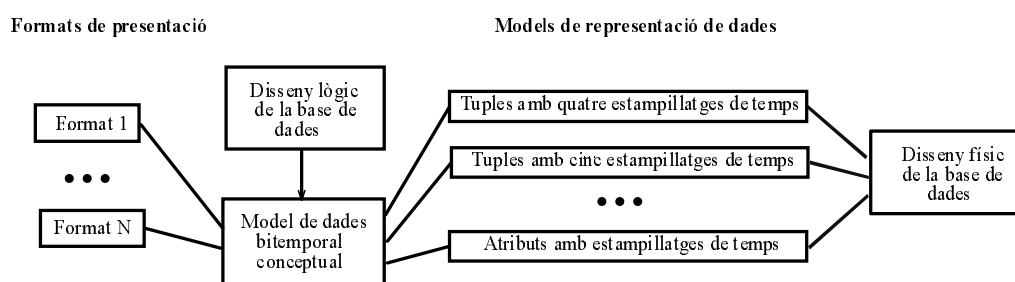 Formats de presentació
Models de representació de dades
Disseny lògic
de la base de
dades
Format 1
•••
Format N
Model de dades
bitemporal
conceptual
Tuples amb quatre estampillatges de temps
Tuples amb cinc estampillatges de temps
•••
Atributs amb estampillatges de temps
Disseny físic
de la base de
dades